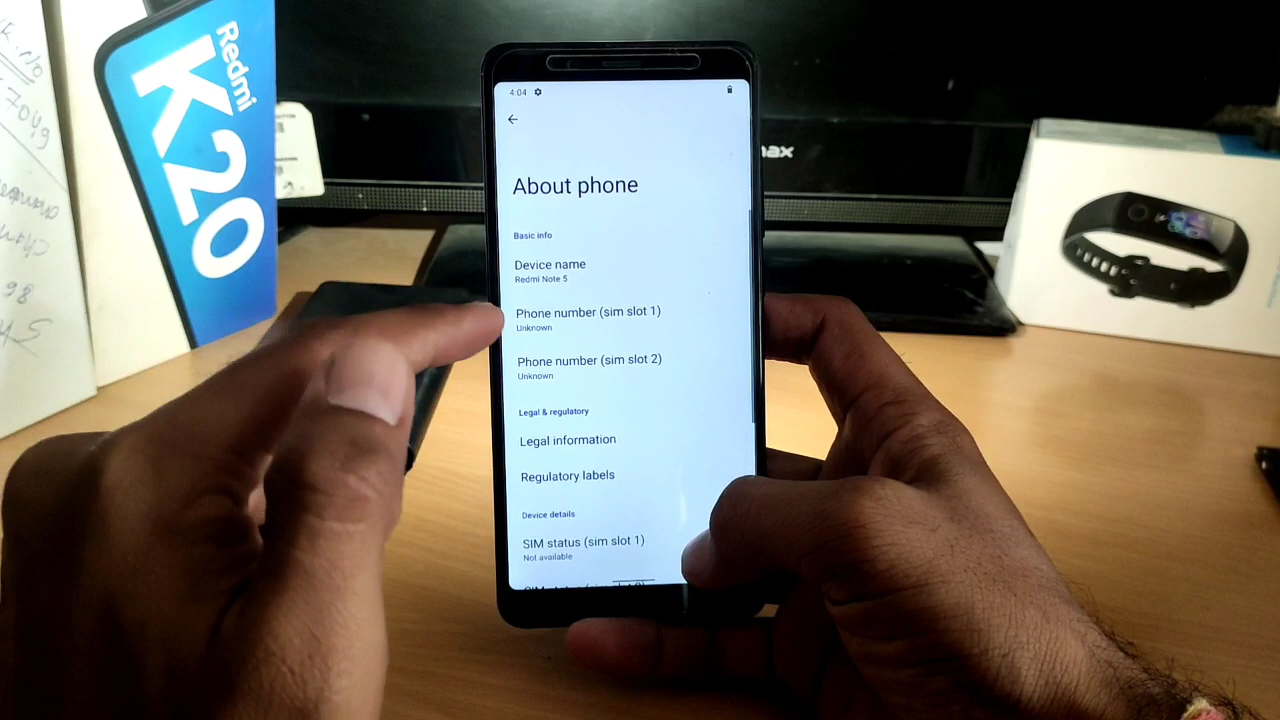 Redmi
K20
4:04
About phone
Basic info
Device name
Redmi Note 5
Phone number (sim slot 1)
Unknown
Phone number (sim slot 2)
Unknown
Legal & regulatory
Legal information
Regulatory labels
Device details
SIM status (sim slot 1)
Not available